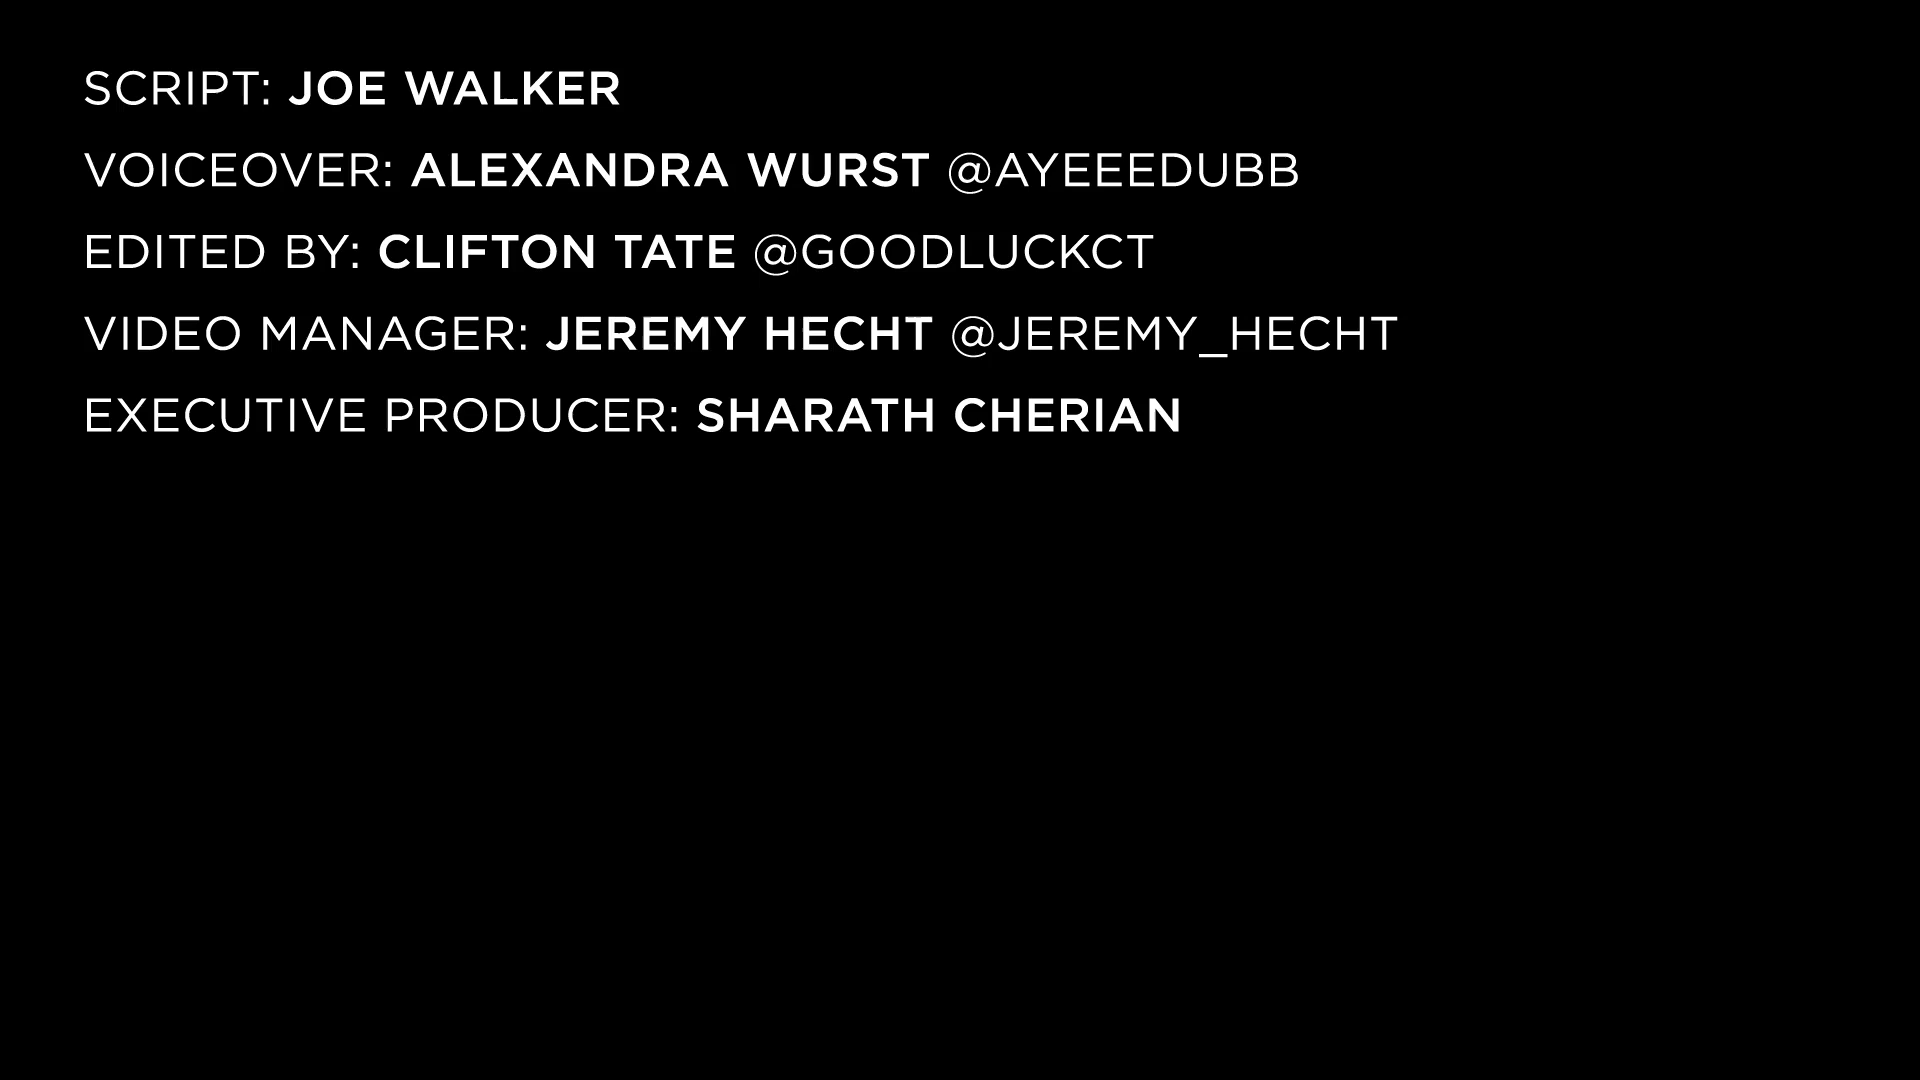 SCRIPT: JOE WALKER
VOICEOVER: ALEXANDRA WURST @AYEEEDUBB
EDITED BY: CLIFTON TATE @GOODLUCKCT
VIDEO MANAGER: JEREMY HECHT @JEREMY_HECHT
EXECUTIVE PRODUCER: SHARATH CHERIAN